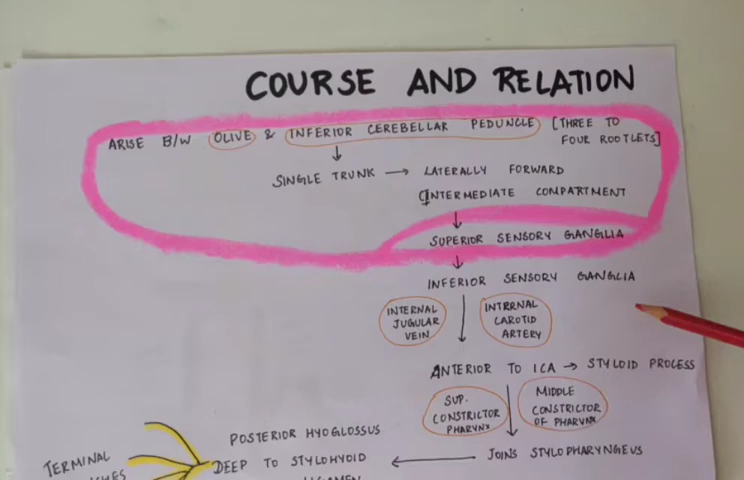 COURSE AND RELATION
ARISE B/W OLIVE & INFERIOR CEREBELLAR PEDUNCLE [THREE TO
FOUR ROOTLETS]
SINGLE TRUNK → LATERALLY FORWARD
INTERMEDIATE COMPARTMENT
SUPERIOR SENSORY GANGILIA
INFERIOR SENSORY GANGLIA
INTERNAL
JUGULAR
VEIN
INTERNAL
CAROTID
ARTERY
ANTERIOR TO ICA → STYLOID PROCESS
SUP.
CONSTRICTOR
PHARYNX
MIDDLE
CONSTRICTOR
OF PHARYNX
POSTERIOR HYOGLOSSUS
JOINS STYLOPHARYNGEUS
DEEP TO STYLOHYOID
TERMINAL